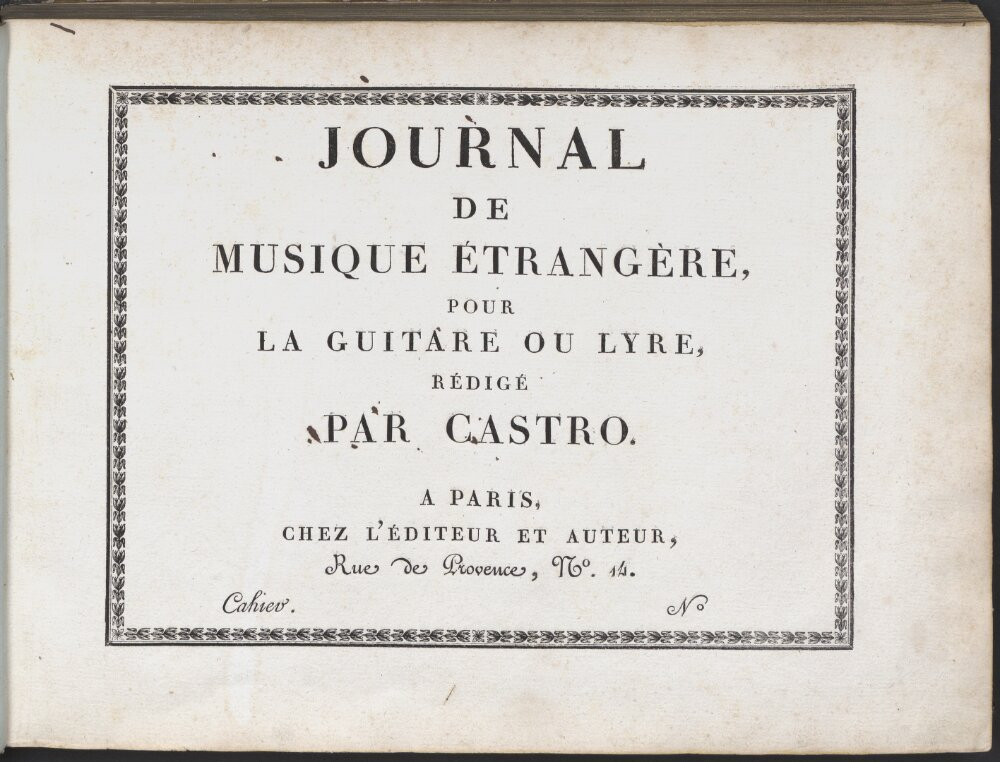 JOURNAL
DE
MUSIQUE ÉTRANGÈRE,
POUR
LA GUITARE OU LYRE,
RÉDIGÉ
PAR CASTRO.
A PARIS,
CHEZ L'ÉDITEUR ET AUTEUR,
Rue de Provence, Nº. 14.
Cahier. Nº